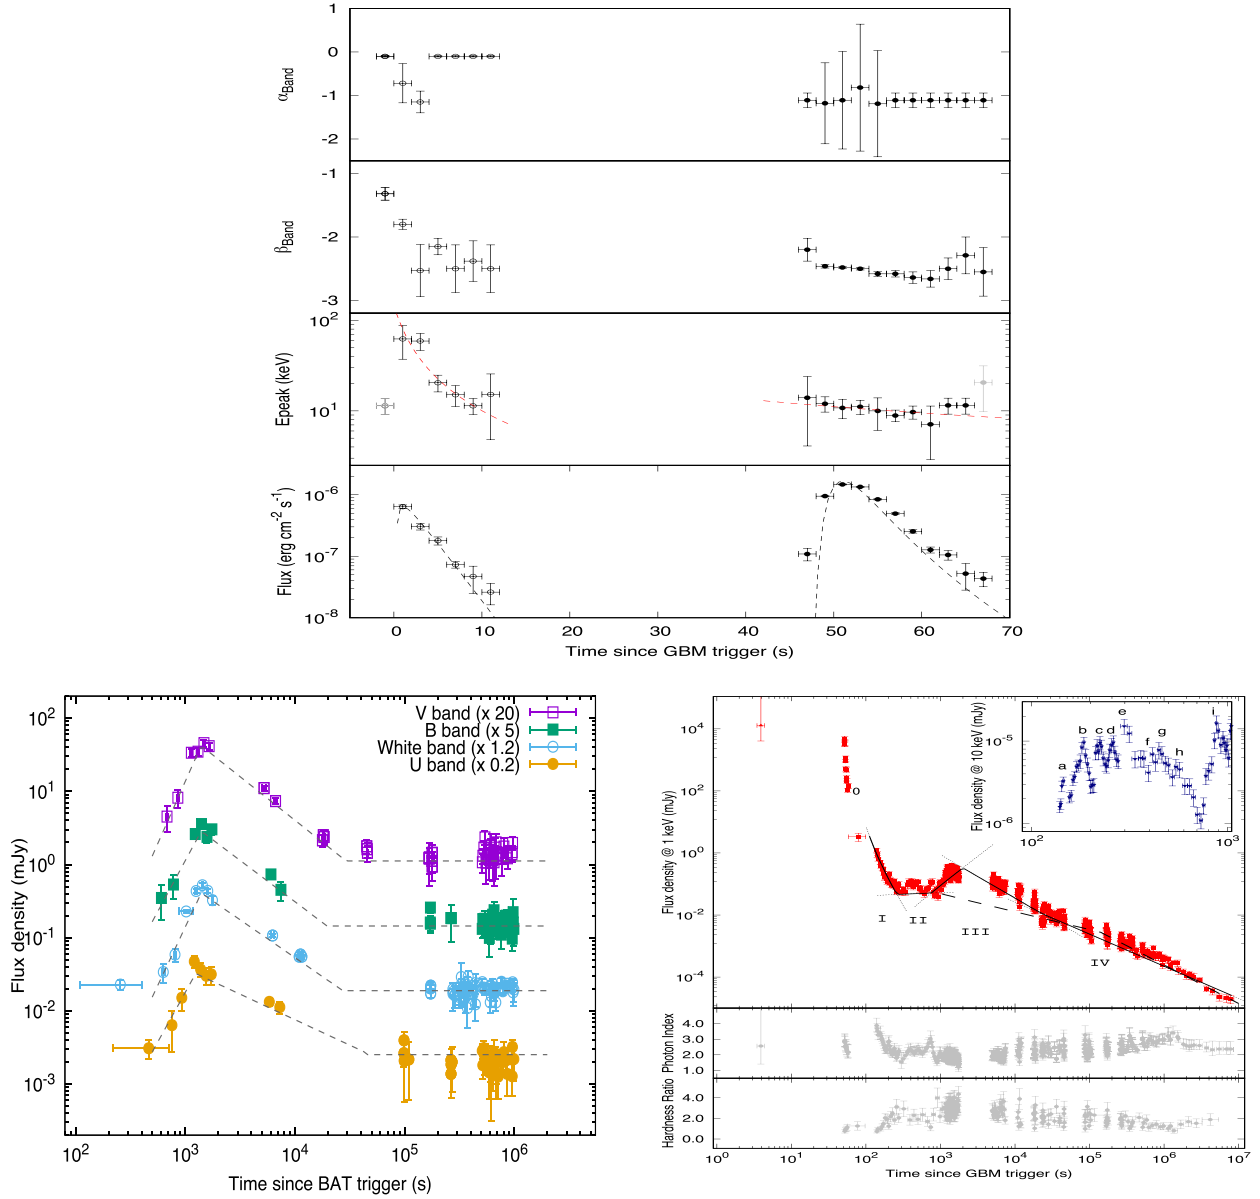 1
0
-1
-2
α_Band
-1
-2
-3
β_Band
10^2
10^1
Epeak (keV)
10^-6
10^-7
10^-8
Flux (erg cm^-2 s^-1)
0 10 20 30 40 50 60 70
Time since GBM trigger (s)
V band (x 20)
B band (x 5)
White band (x 1.2)
U band (x 0.2)
10^2
10^1
10^0
10^-1
10^-2
10^-3
Flux density (mJy)
10^2 10^3 10^4 10^5 10^6
Time since BAT trigger (s)
10^4
10^2
10^0
10^-2
10^-4
Flux density @ 1 keV (mJy)
o
I
II
III
IV
Flux density @ 10 keV (mJy)
10^-5
10^-6
10^2 10^3
a b c d e f g h i
4.0
3.0
2.0
Photon Index
4.0
2.0
0.0
Hardness Ratio
10^0 10^1 10^2 10^3 10^4 10^5 10^6 10^7
Time since GBM trigger (s)